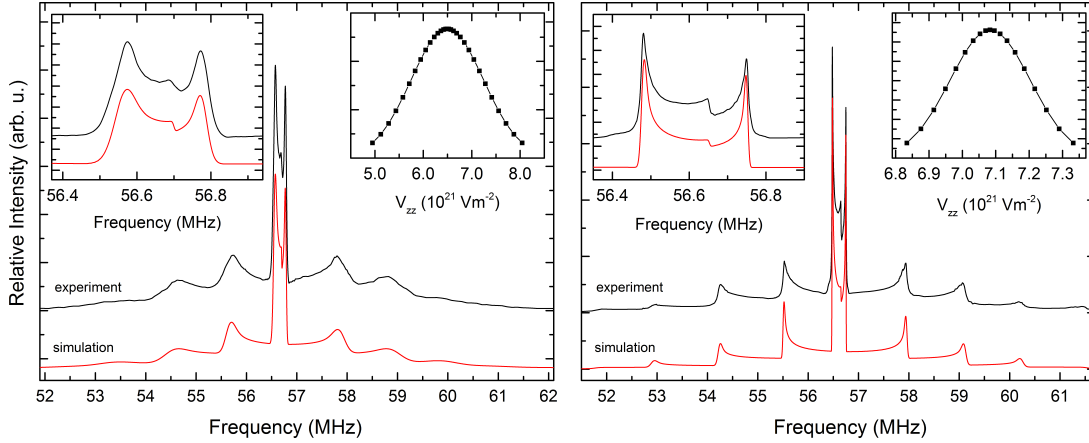 Relative Intensity (arb. u.)
56.4 56.6 56.8
Frequency (MHz)
5.0 6.0 7.0 8.0
V_zz (10^21 Vm^-2)
experiment
simulation
52 53 54 55 56 57 58 59 60 61 62
Frequency (MHz)
56.4 56.6 56.8
Frequency (MHz)
6.8 6.9 7.0 7.1 7.2 7.3
V_zz (10^21 Vm^-2)
experiment
simulation
52 53 54 55 56 57 58 59 60 61
Frequency (MHz)